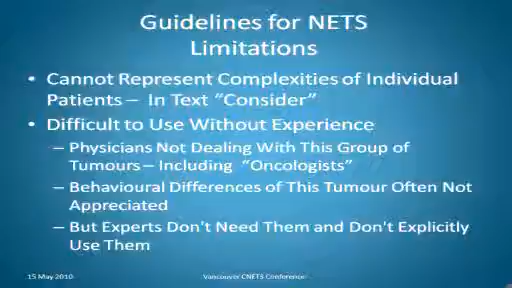 Guidelines for NETS
Limitations
• Cannot Represent Complexities of Individual
Patients – In Text “Consider”
• Difficult to Use Without Experience
– Physicians Not Dealing With This Group of
Tumours – Including “Oncologists”
– Behavioural Differences of This Tumour Often Not
Appreciated
– But Experts Don't Need Them and Don't Explicitly
Use Them
15 May 2010
Vancouver CNETS Conference